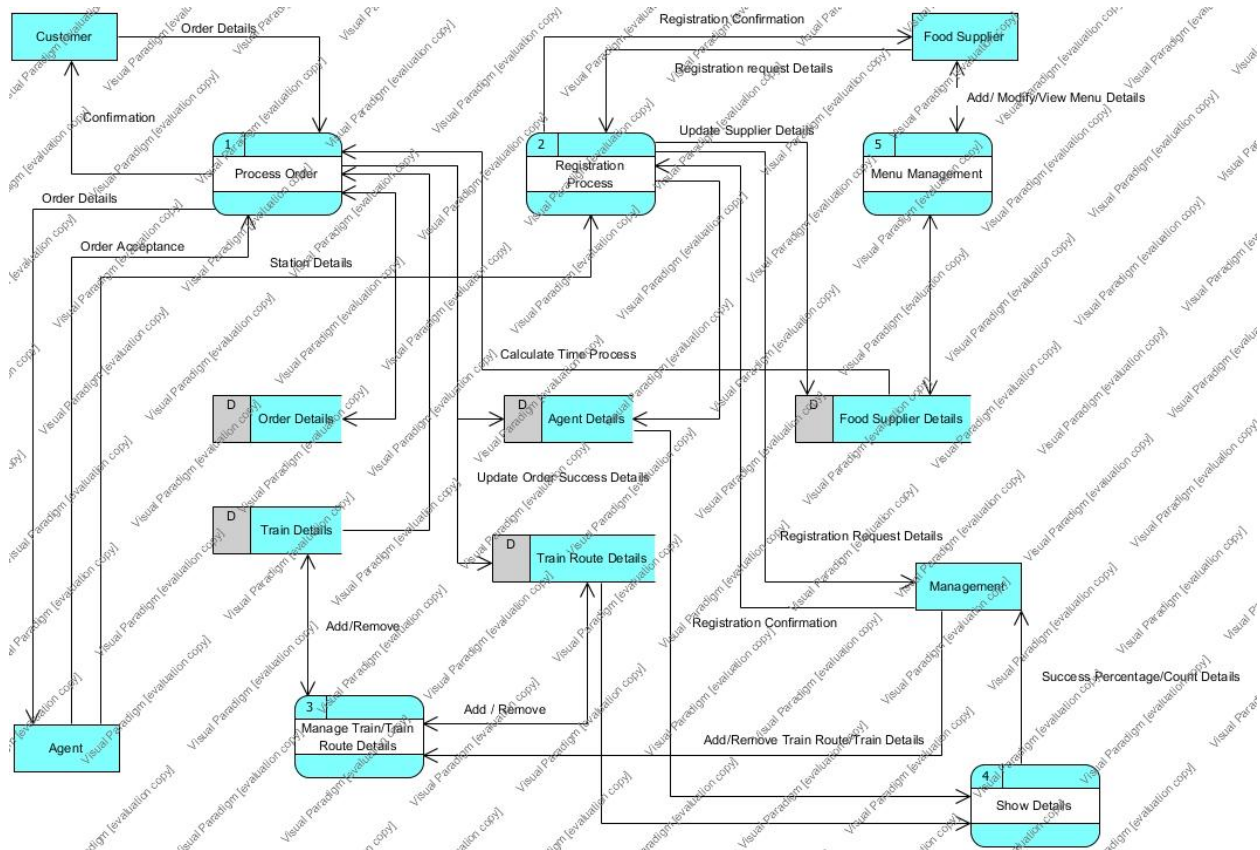 Customer
Order Details
Registration Confirmation
Food Supplier
Registration request Details
Add/ Modify/View Menu Details
Confirmation
Update Supplier Details
1
Process Order
2
Registration
Process
5
Menu Management
Order Details
Order Acceptance
Station Details
Calculate Time Process
D
Order Details
D
Agent Details
D
Food Supplier Details
Update Order Success Details
D
Train Details
D
Train Route Details
Registration Request Details
Management
Add/Remove
Registration Confirmation
Success Percentage/Count Details
3
Manage Train/Train
Route Details
Add / Remove
Add/Remove Train Route/Train Details
Agent
4
Show Details
Visual Paradigm [evaluation copy]